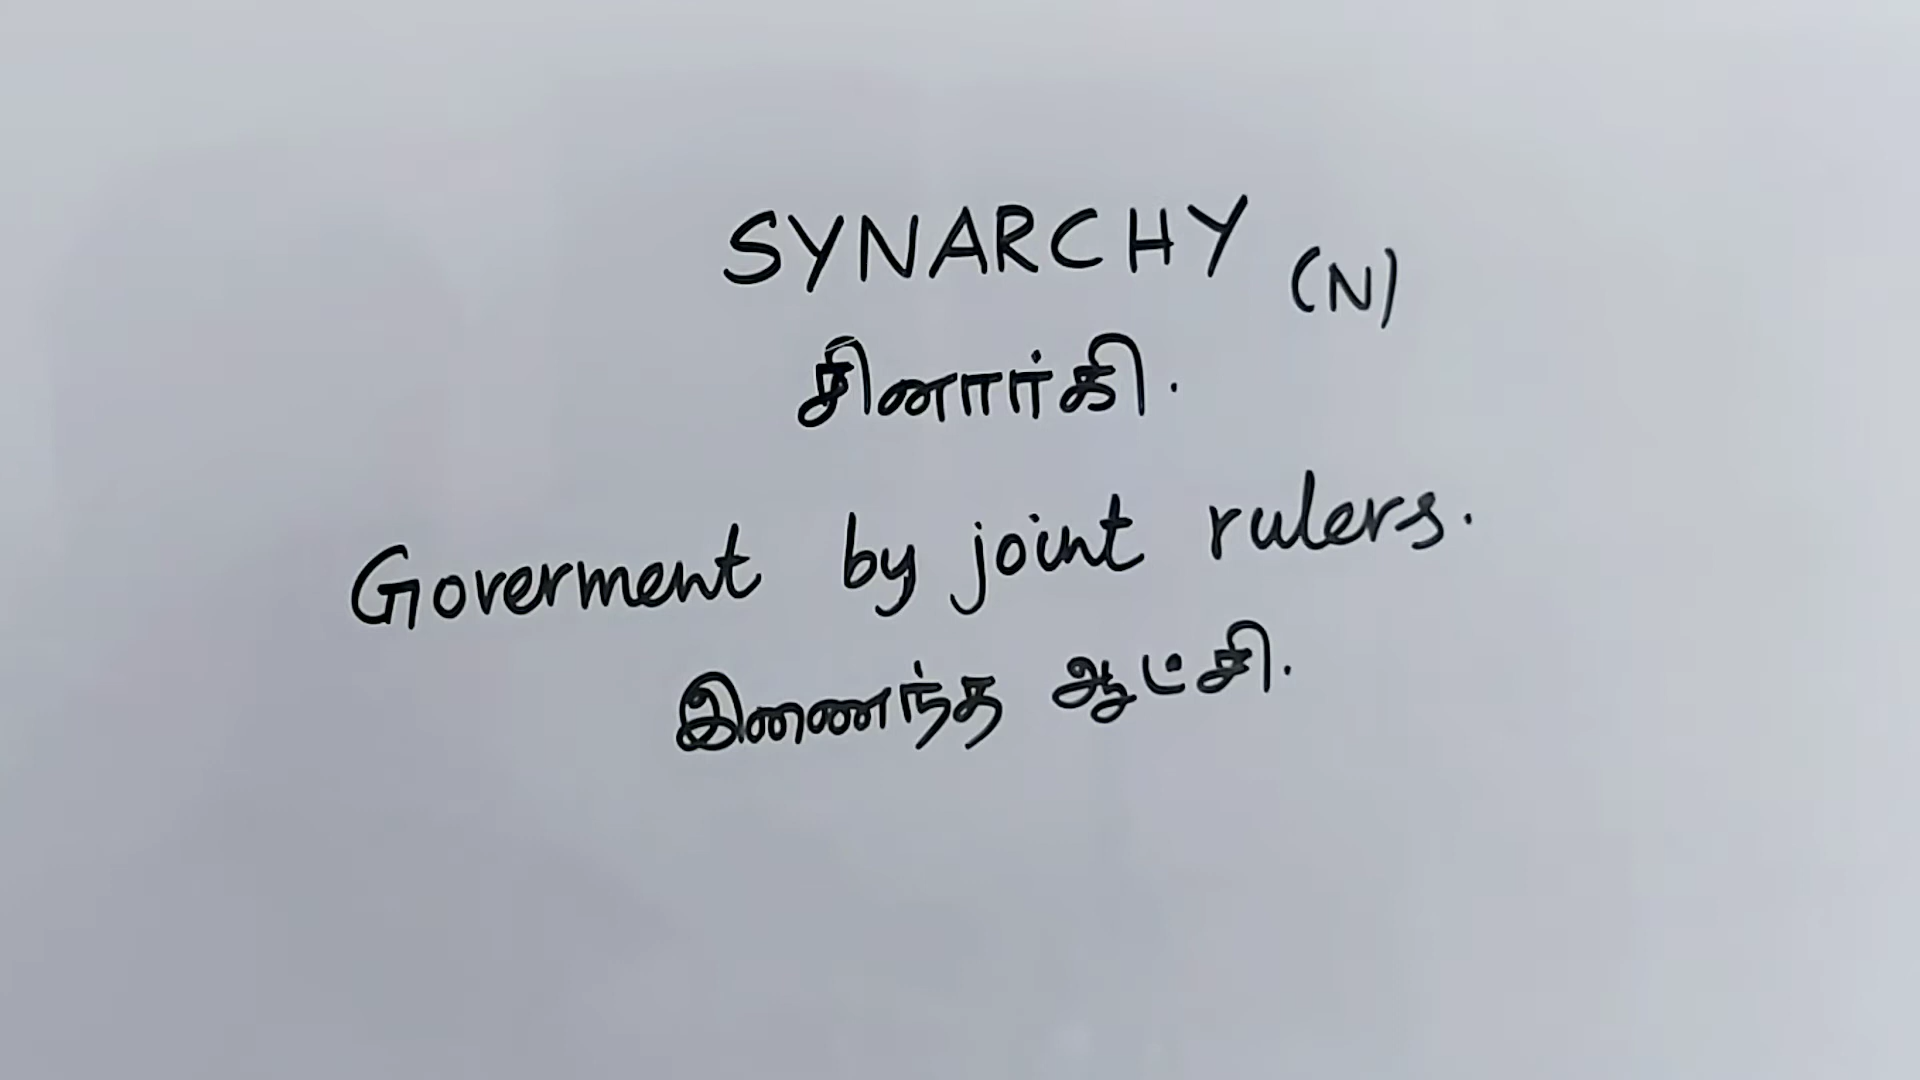 SYNARCHY (N)
சினார்கி.
Goverment by joint rulers.
இணைந்த ஆட்சி.